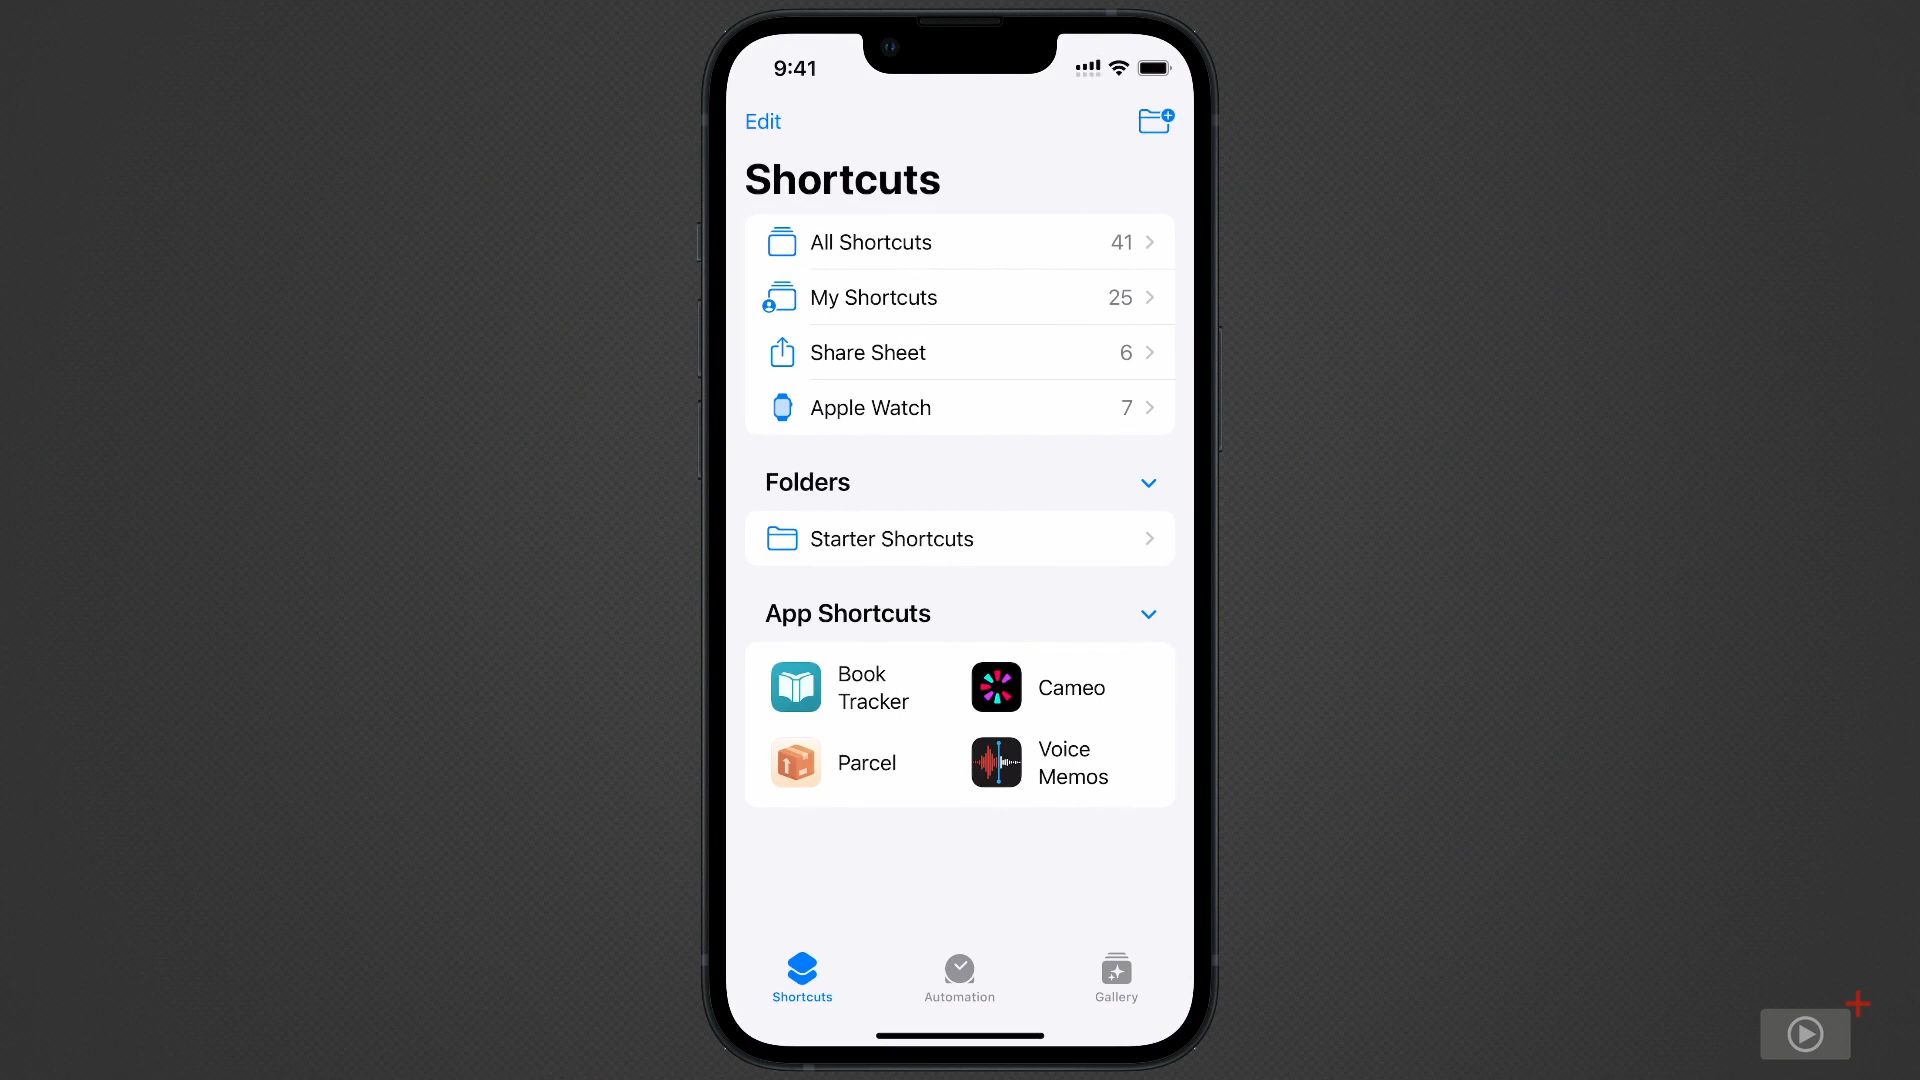 9:41
Edit
Shortcuts
All Shortcuts 41
My Shortcuts 25
Share Sheet 6
Apple Watch 7
Folders
Starter Shortcuts
App Shortcuts
Book
Tracker
Cameo
Parcel
Voice
Memos
Shortcuts Automation Gallery